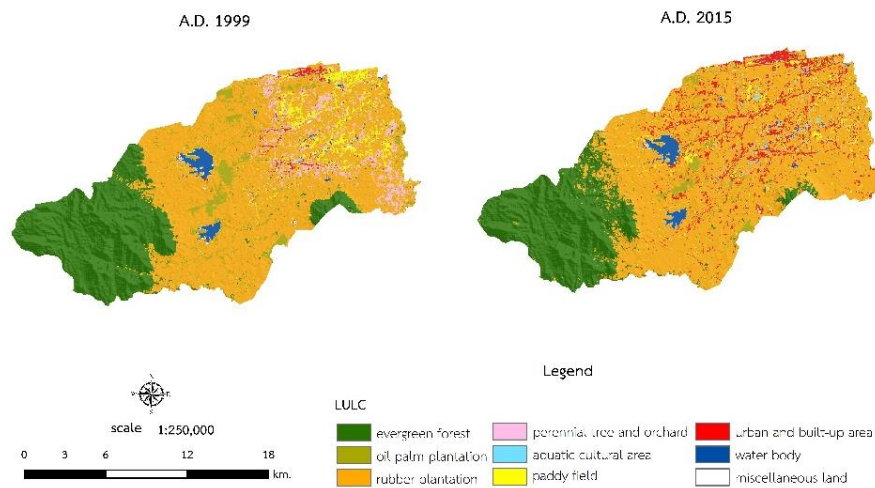 A.D. 1999
A.D. 2015
Legend
N
W
E
S
scale 1:250,000
0 3 6 12 18
km.
LULC
evergreen forest
oil palm plantation
rubber plantation
perennial tree and orchard
aquatic cultural area
paddy field
urban and built-up area
water body
miscellaneous land